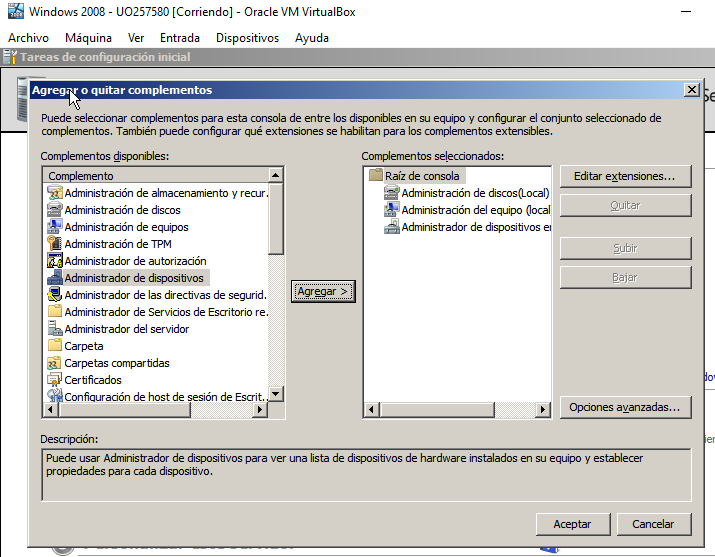 Windows 2008 - UO257580 [Corriendo] - Oracle VM VirtualBox
Archivo Máquina Ver Entrada Dispositivos Ayuda
Tareas de configuración inicial
Agregar o quitar complementos
Puede seleccionar complementos para esta consola de entre los disponibles en su equipo y configurar el conjunto seleccionado de
complementos. También puede configurar qué extensiones se habilitan para los complementos extensibles.
Complementos disponibles:
Complemento
Administración de almacenamiento y recur.
Administración de discos
Administración de equipos
Administración de TPM
Administrador de autorización
Administrador de dispositivos
Administrador de las directivas de segurid.
Administrador de Servicios de Escritorio re.
Administrador del servidor
Carpeta
Carpetas compartidas
Certificados
Configuración de host de sesión de Escrit.
Agregar >
Complementos seleccionados:
Raíz de consola
Administración de discos(Local)
Administración del equipo (local
Administrador de dispositivos en
Editar extensiones...
Quitar
Subir
Bajar
Opciones avanzadas...
Descripción:
Puede usar Administrador de dispositivos para ver una lista de dispositivos de hardware instalados en su equipo y establecer
propiedades para cada dispositivo.
Aceptar Cancelar